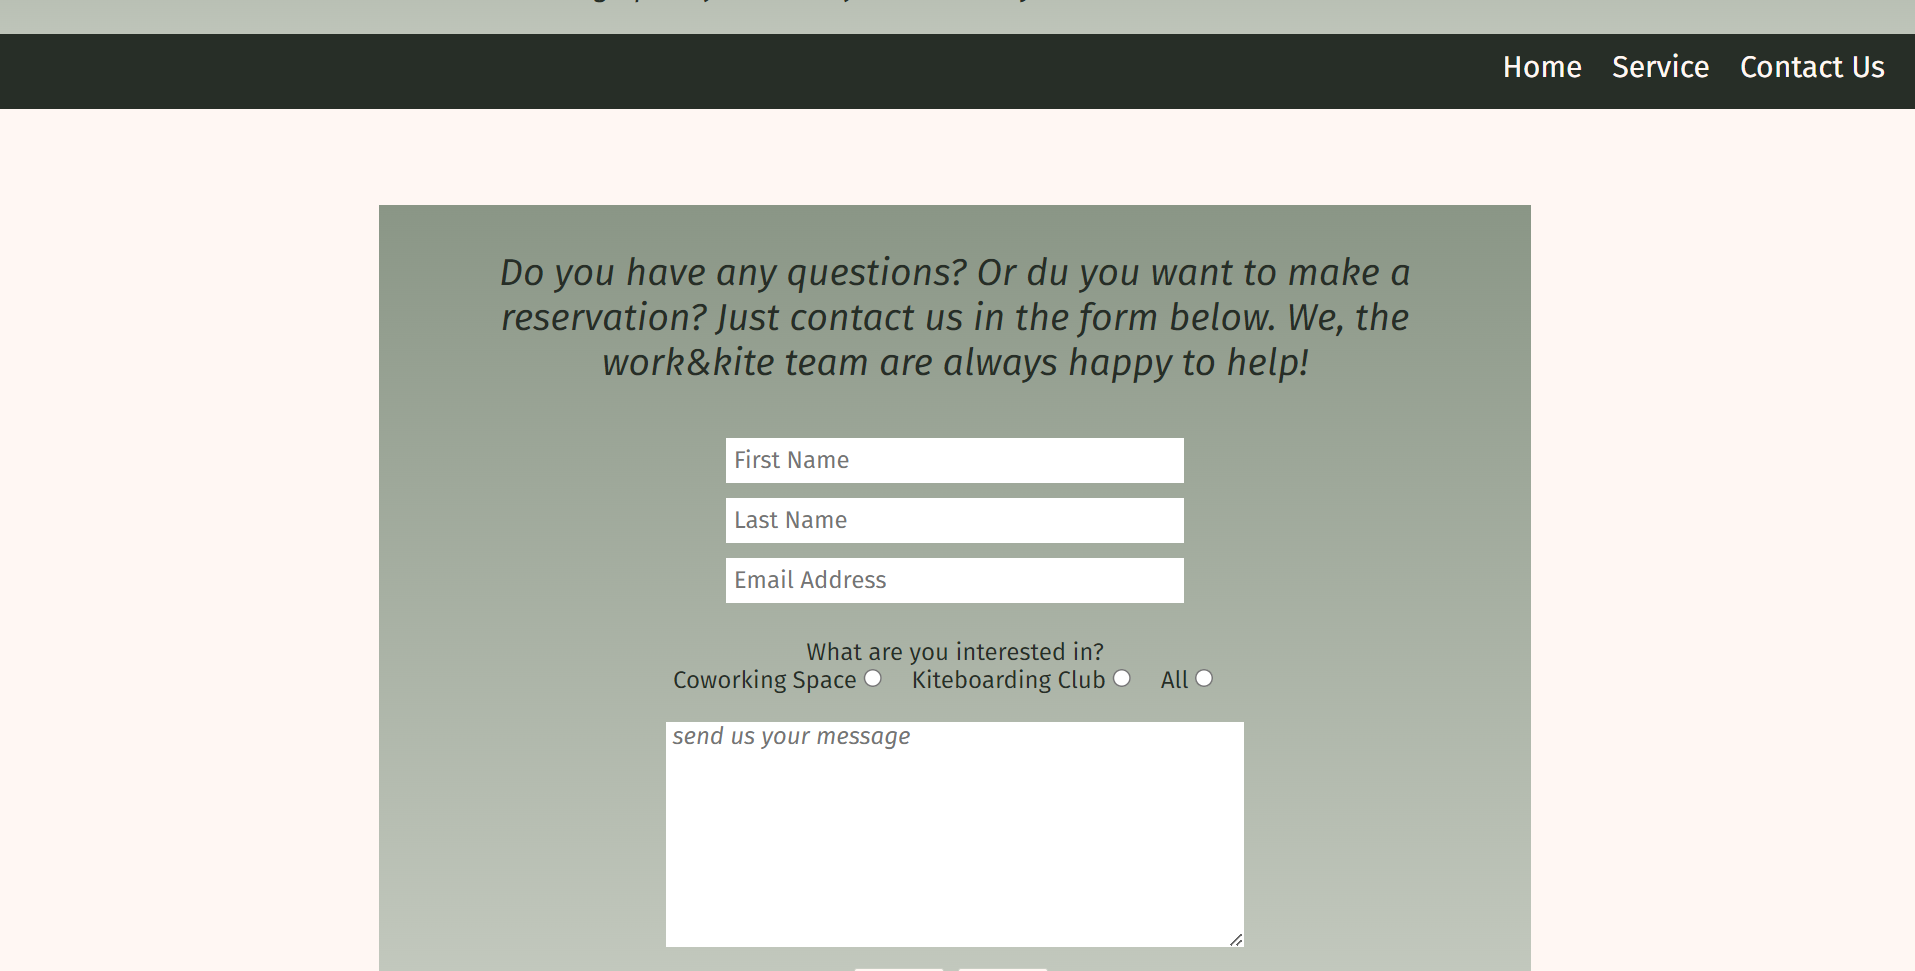 Home Service Contact Us
Do you have any questions? Or du you want to make a
reservation? Just contact us in the form below. We, the
work&kite team are always happy to help!
First Name
Last Name
Email Address
What are you interested in?
Coworking Space Kiteboarding Club All
send us your message